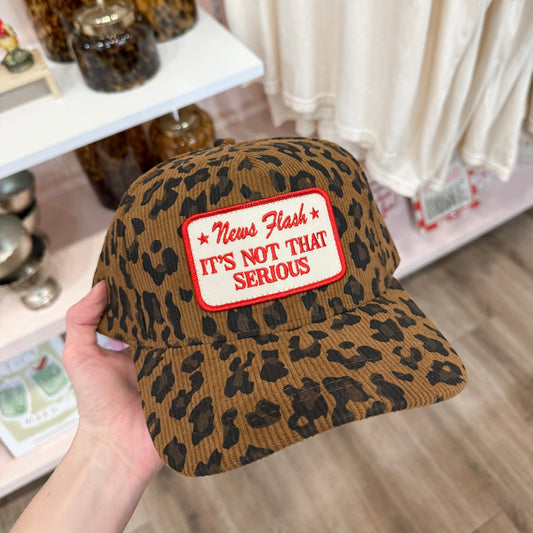 ★ News Flash ★
IT'S NOT THAT
SERIOUS